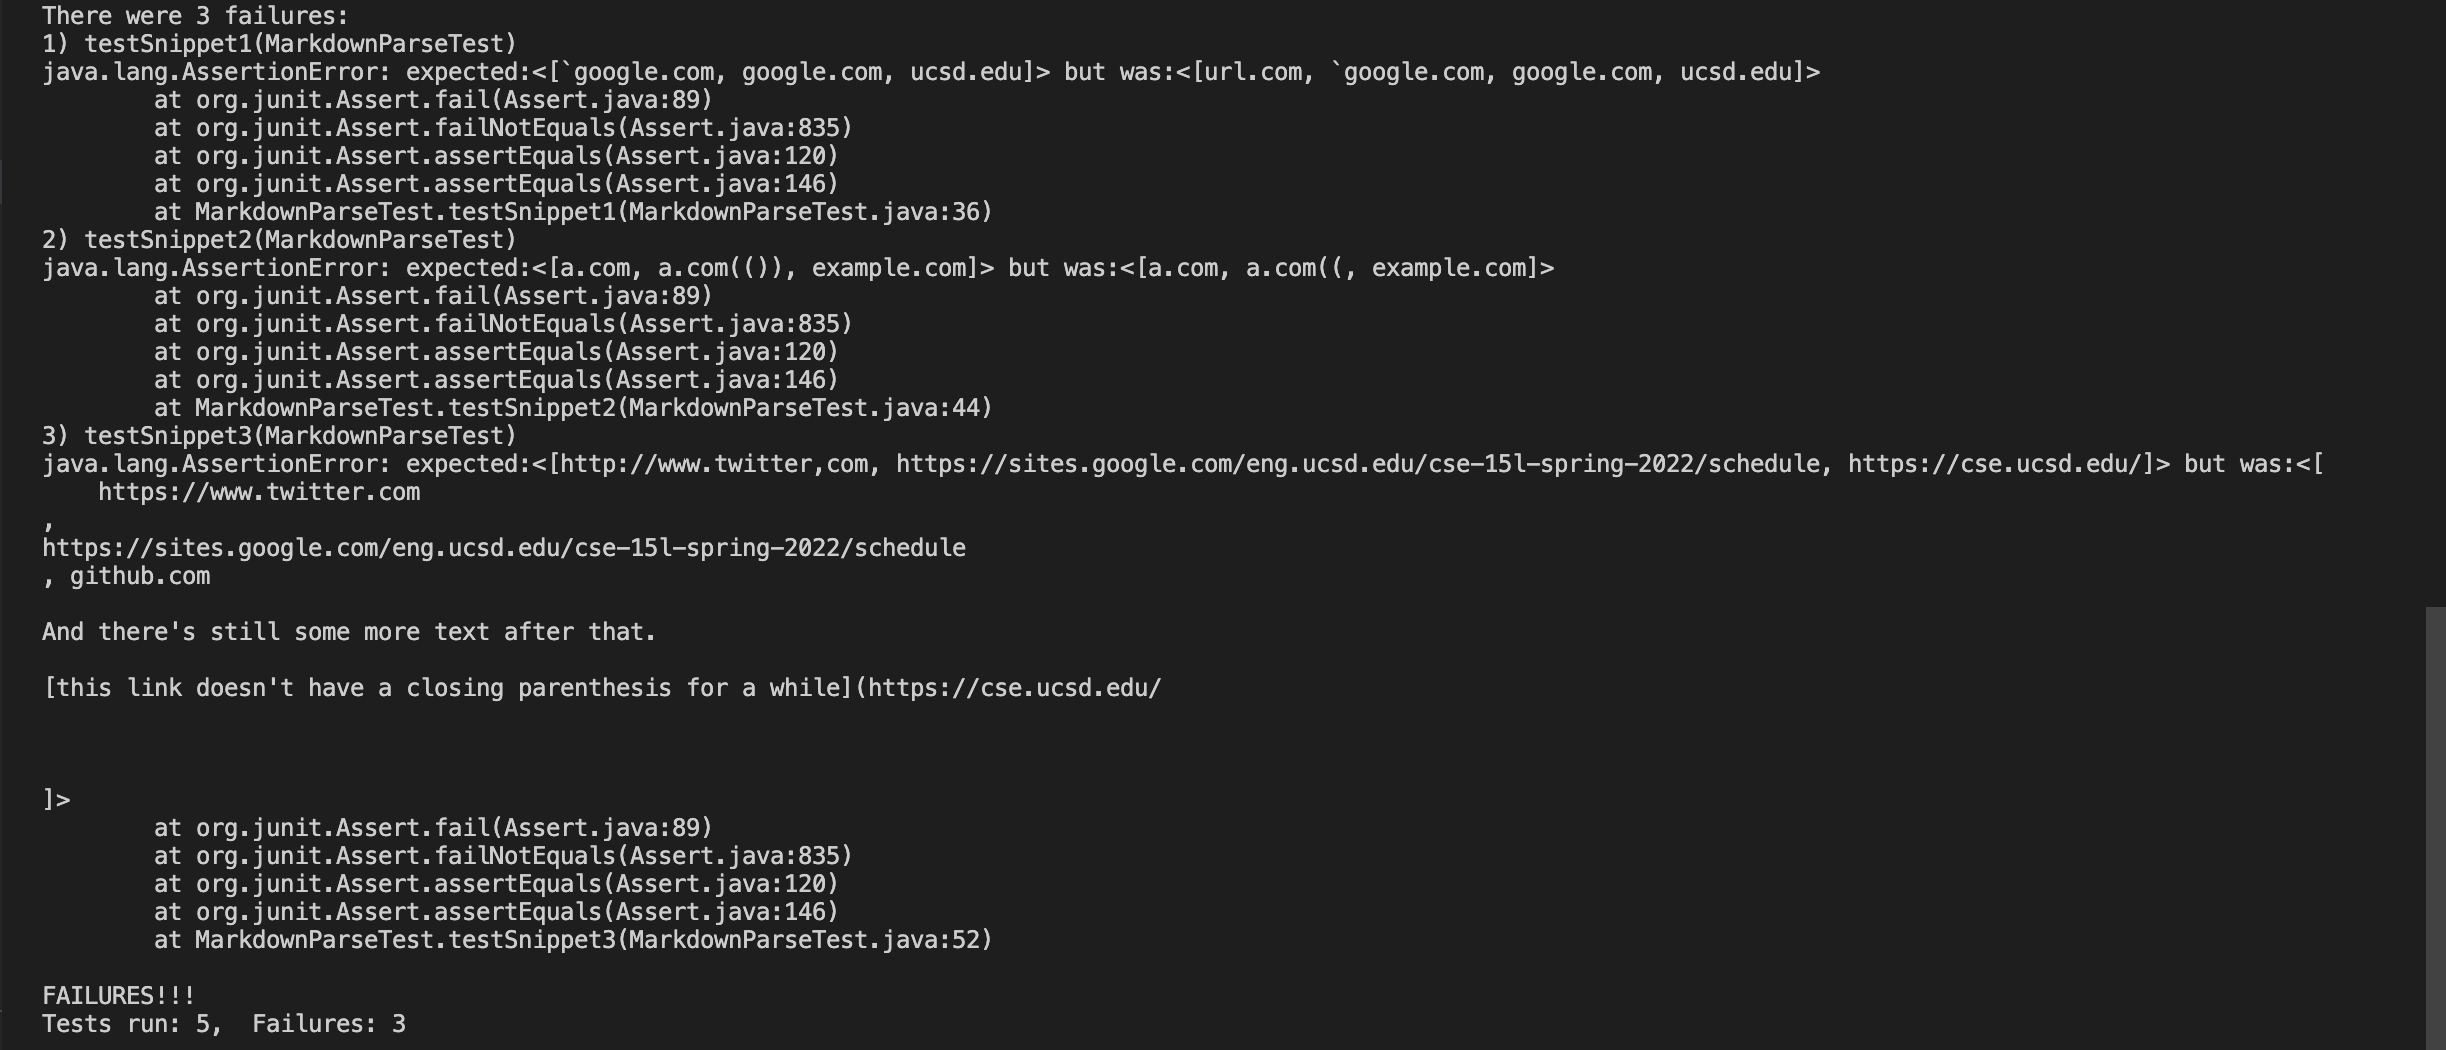 There were 3 failures:
1) testSnippet1(MarkdownParseTest)
java.lang.AssertionError: expected:<[`google.com, google.com, ucsd.edu]> but was:<[url.com, `google.com, google.com, ucsd.edu]>
        at org.junit.Assert.fail(Assert.java:89)
        at org.junit.Assert.failNotEquals(Assert.java:835)
        at org.junit.Assert.assertEquals(Assert.java:120)
        at org.junit.Assert.assertEquals(Assert.java:146)
        at MarkdownParseTest.testSnippet1(MarkdownParseTest.java:36)
2) testSnippet2(MarkdownParseTest)
java.lang.AssertionError: expected:<[a.com, a.com(()), example.com]> but was:<[a.com, a.com((, example.com]>
        at org.junit.Assert.fail(Assert.java:89)
        at org.junit.Assert.failNotEquals(Assert.java:835)
        at org.junit.Assert.assertEquals(Assert.java:120)
        at org.junit.Assert.assertEquals(Assert.java:146)
        at MarkdownParseTest.testSnippet2(MarkdownParseTest.java:44)
3) testSnippet3(MarkdownParseTest)
java.lang.AssertionError: expected:<[http://www.twitter,com, https://sites.google.com/eng.ucsd.edu/cse-15l-spring-2022/schedule, https://cse.ucsd.edu/]> but was:<[
    https://www.twitter.com
,
https://sites.google.com/eng.ucsd.edu/cse-15l-spring-2022/schedule
, github.com

And there's still some more text after that.

[this link doesn't have a closing parenthesis for a while](https://cse.ucsd.edu/



]>
        at org.junit.Assert.fail(Assert.java:89)
        at org.junit.Assert.failNotEquals(Assert.java:835)
        at org.junit.Assert.assertEquals(Assert.java:120)
        at org.junit.Assert.assertEquals(Assert.java:146)
        at MarkdownParseTest.testSnippet3(MarkdownParseTest.java:52)

FAILURES!!!
Tests run: 5,  Failures: 3